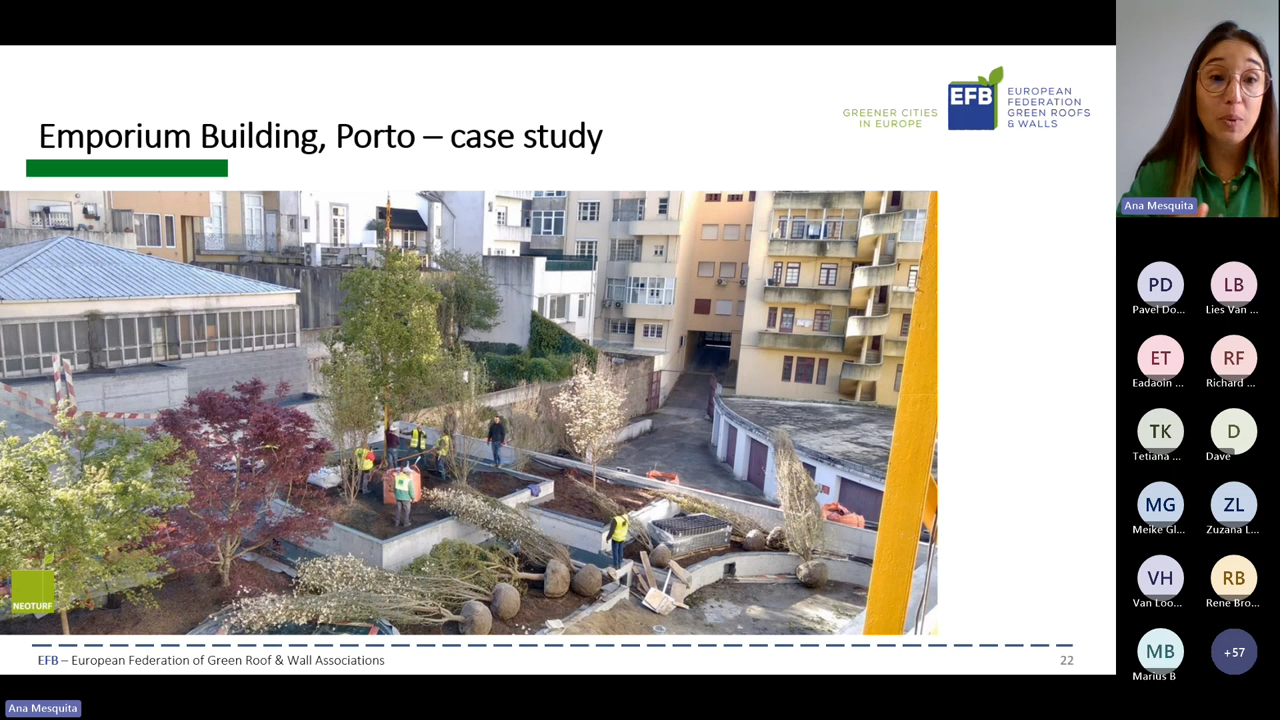 Emporium Building, Porto – case study
GREENER CITIES
IN EUROPE
EFB
EUROPEAN
FEDERATION
GREEN ROOFS
& WALLS
NEOTURF
EFB – European Federation of Green Roof & Wall Associations
22
Ana Mesquita
PD
Pavel Do...
LB
Lies Van ...
ET
Eadaoin ...
RF
Richard ...
TK
Tetiana ...
D
Dave
MG
Meike Gl...
ZL
Zuzana L...
VH
Van Loo...
RB
Rene Bro...
MB
Marius B
+57
Ana Mesquita